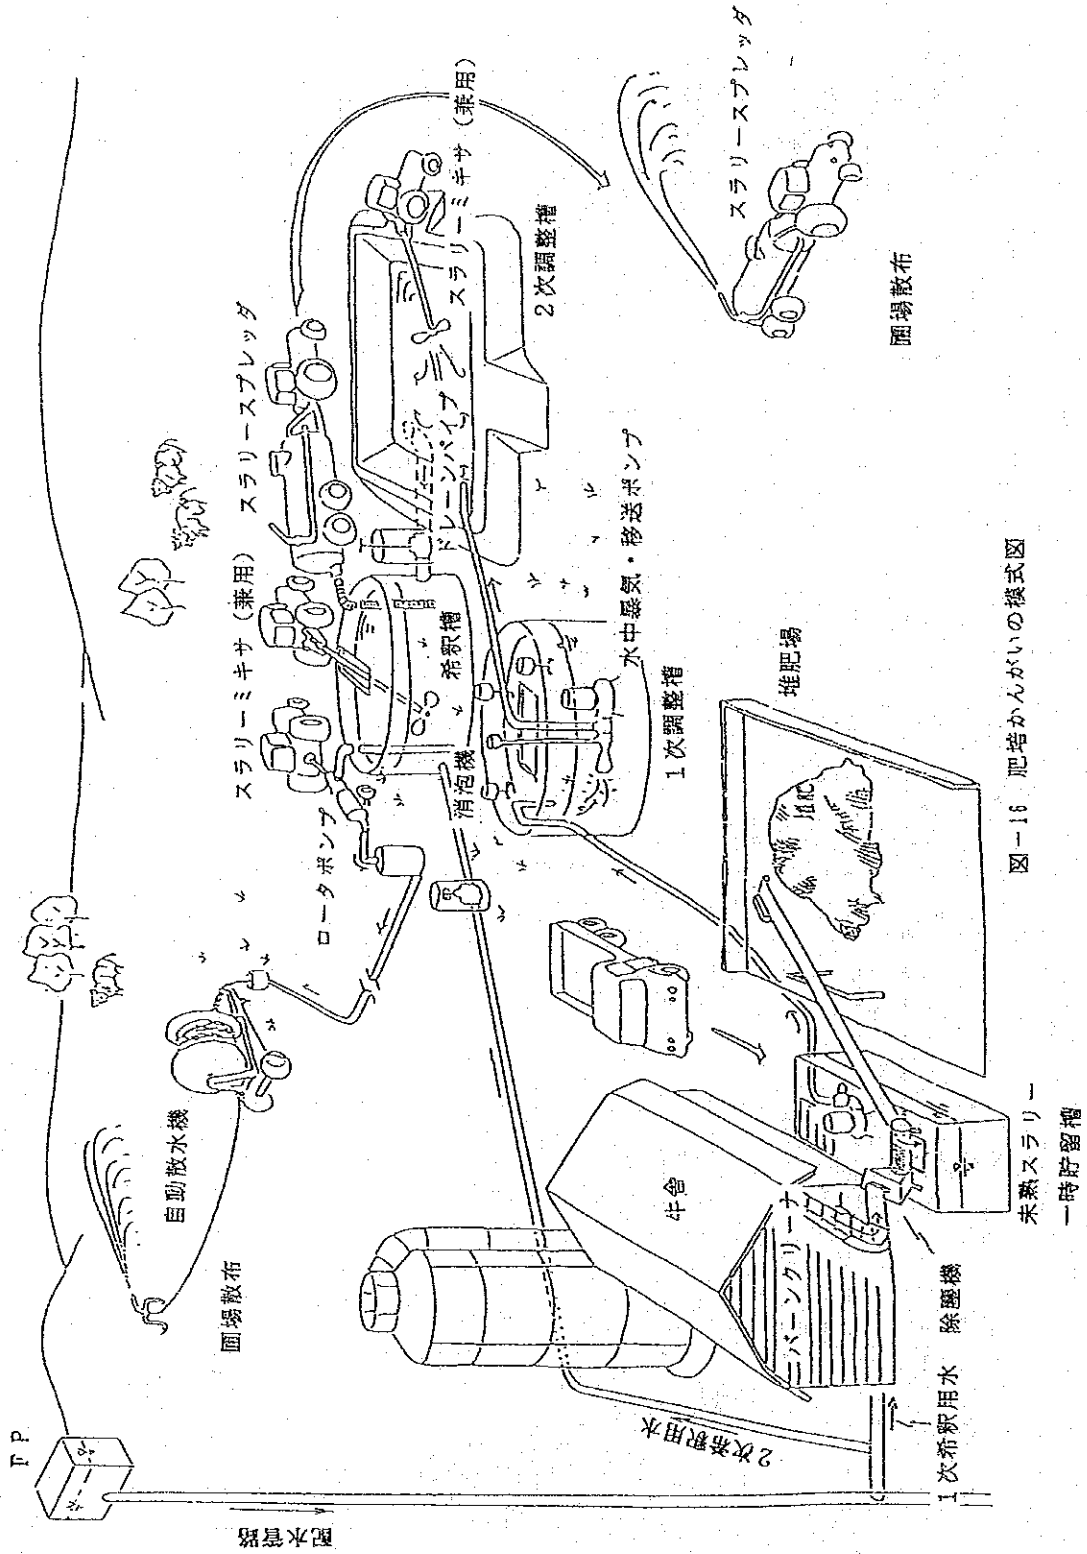 FP
配水管路
圃場散布
自動散水機
ロータポンプ
スラリーミキサ（兼用）
スラリースプレッダ
消泡機
希釈槽
ドレーンパイプ
スラリーミキサ（兼用）
2次調整槽
スラリースプレッダ
圃場散布
水中曝気・移送ポンプ
1次調整槽
堆肥場
堆肥
牛舎
バーンクリーナ
2次希釈用水
1次希釈用水
除塵機
未熟スラリー
一時貯留槽
図－16 肥培かんがいの模式図